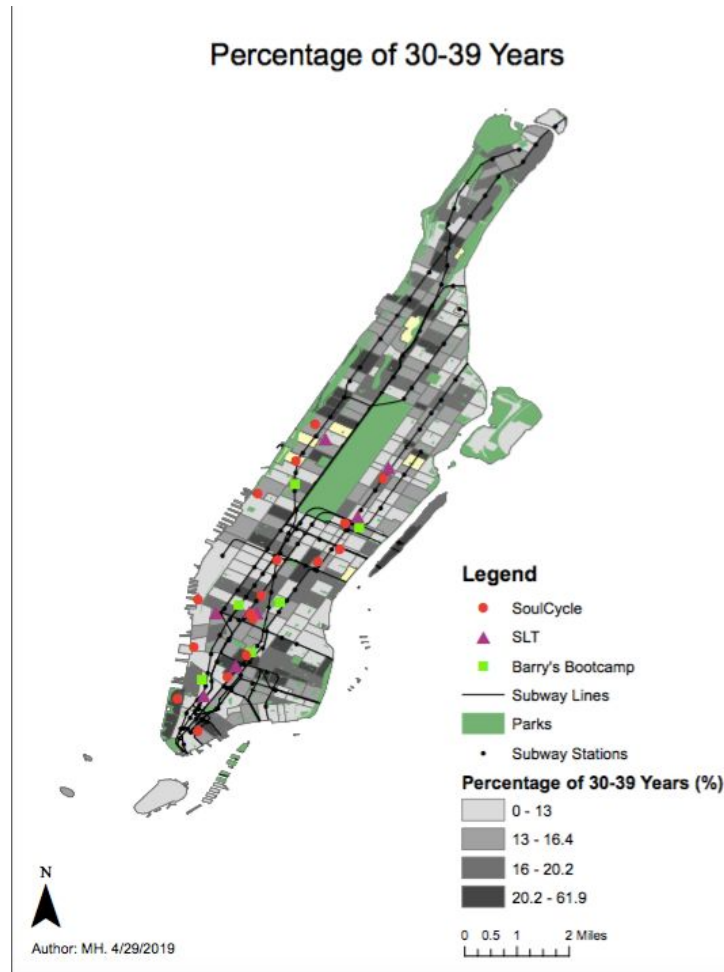 Percentage of 30-39 Years
Legend
SoulCycle
SLT
Barry's Bootcamp
Subway Lines
Parks
Subway Stations
Percentage of 30-39 Years (%)
0 - 13
13 - 16.4
16 - 20.2
20.2 - 61.9
N
0 0.5 1 2 Miles
Author: MH. 4/29/2019